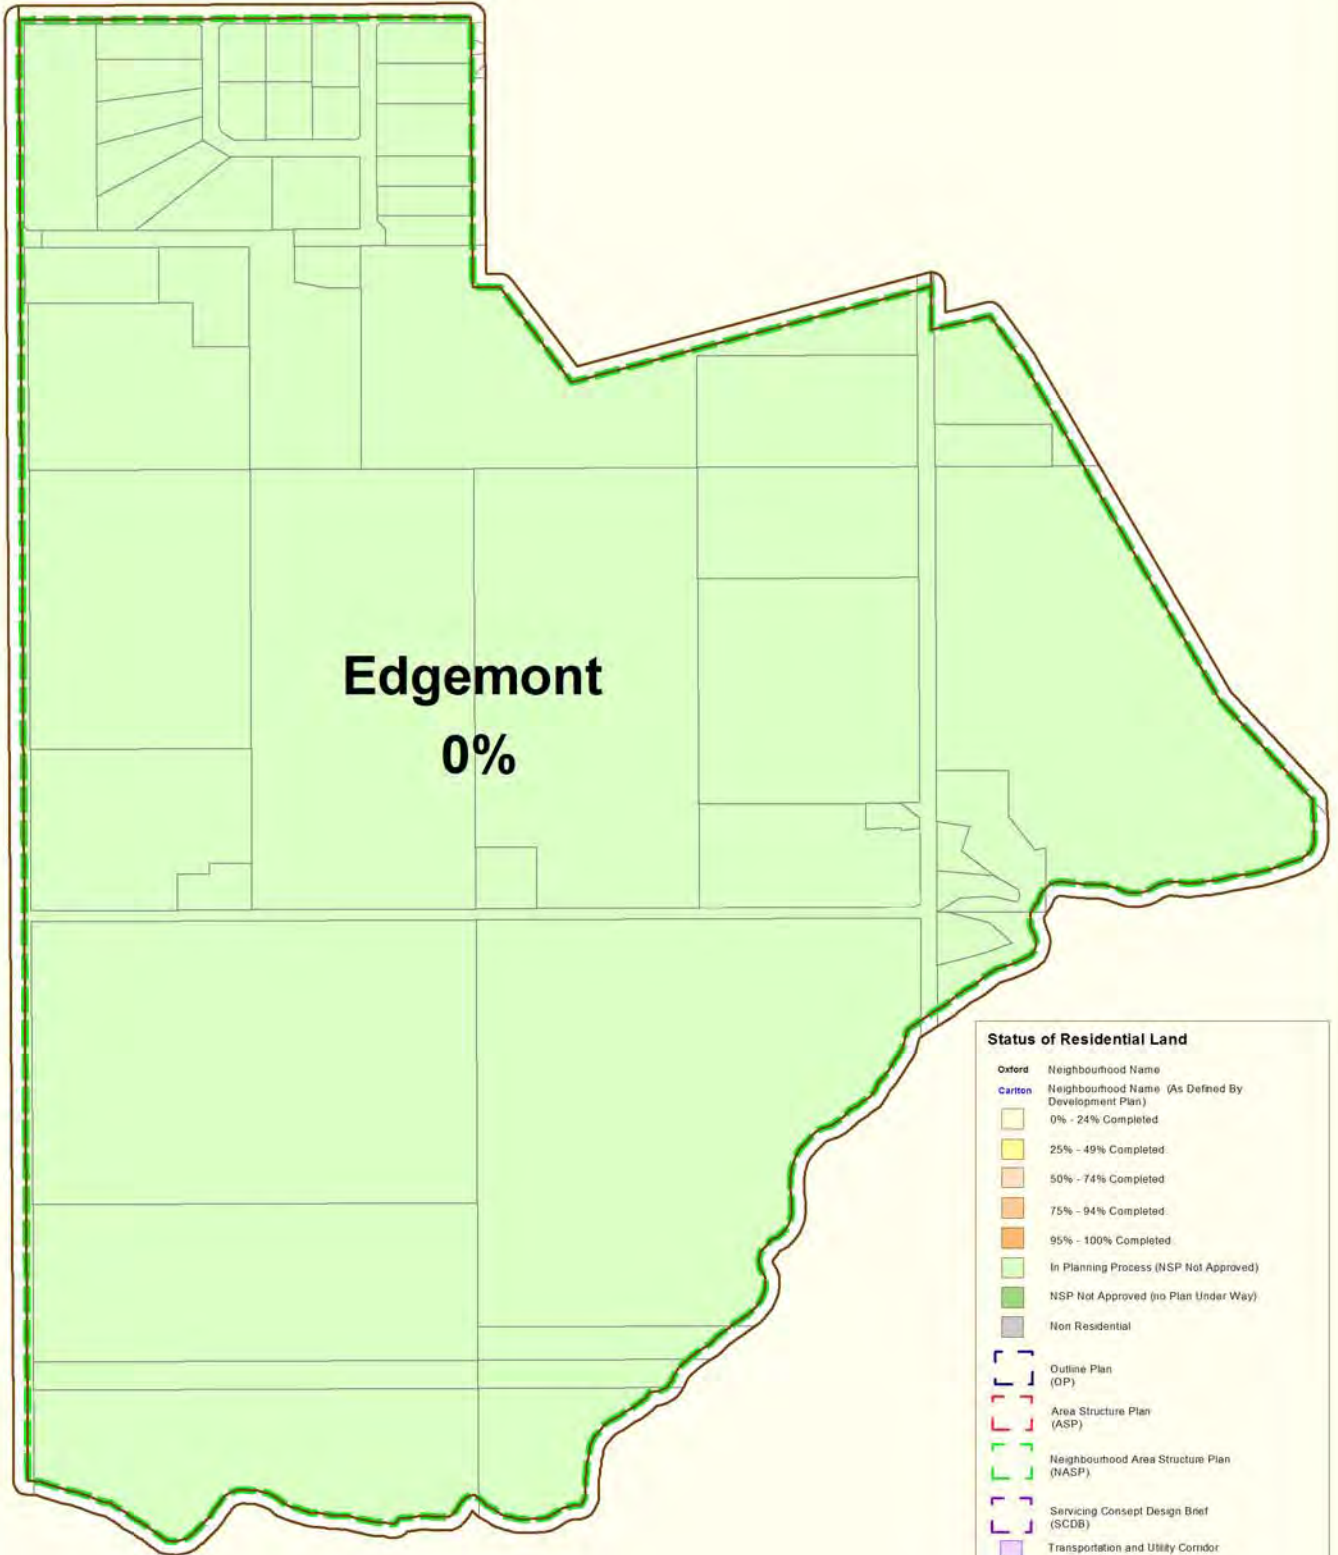 Edgemont
0%
Status of Residential Land
Oxford Neighbourhood Name
Carlton Neighbourhood Name (As Defined By
Development Plan)
0% - 24% Completed
25% - 49% Completed
50% - 74% Completed
75% - 94% Completed
95% - 100% Completed
In Planning Process (NSP Not Approved)
NSP Not Approved (no Plan Under Way)
Non Residential
Outline Plan
(OP)
Area Structure Plan
(ASP)
Neighbourhood Area Structure Plan
(NASP)
Servicing Concept Design Brief
(SCDB)
Transportation and Utility Corridor